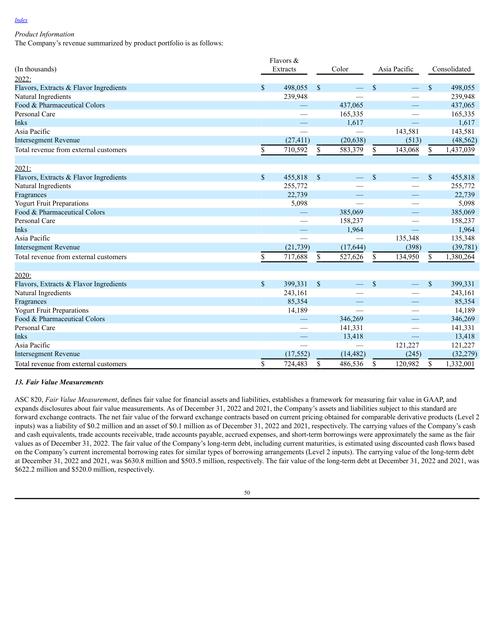 Index
Product Information
The Company's revenue summarized by product portfolio is as follows:
Flavors &
(In thousands) Extracts Color Asia Pacific Consolidated
2022:
Flavors, Extracts & Flavor Ingredients $ 498,055 $ — $ — $ 498,055
Natural Ingredients 239,948 — — 239,948
Food & Pharmaceutical Colors — 437,065 — 437,065
Personal Care — 165,335 — 165,335
Inks — 1,617 — 1,617
Asia Pacific — — 143,581 143,581
Intersegment Revenue (27,411) (20,638) (513) (48,562)
Total revenue from external customers $ 710,592 $ 583,379 $ 143,068 $ 1,437,039
2021:
Flavors, Extracts & Flavor Ingredients $ 455,818 $ — $ — $ 455,818
Natural Ingredients 255,772 — — 255,772
Fragrances 22,739 — — 22,739
Yogurt Fruit Preparations 5,098 — — 5,098
Food & Pharmaceutical Colors — 385,069 — 385,069
Personal Care — 158,237 — 158,237
Inks — 1,964 — 1,964
Asia Pacific — — 135,348 135,348
Intersegment Revenue (21,739) (17,644) (398) (39,781)
Total revenue from external customers $ 717,688 $ 527,626 $ 134,950 $ 1,380,264
2020:
Flavors, Extracts & Flavor Ingredients $ 399,331 $ — $ — $ 399,331
Natural Ingredients 243,161 — — 243,161
Fragrances 85,354 — — 85,354
Yogurt Fruit Preparations 14,189 — — 14,189
Food & Pharmaceutical Colors — 346,269 — 346,269
Personal Care — 141,331 — 141,331
Inks — 13,418 — 13,418
Asia Pacific — — 121,227 121,227
Intersegment Revenue (17,552) (14,482) (245) (32,279)
Total revenue from external customers $ 724,483 $ 486,536 $ 120,982 $ 1,332,001
13. Fair Value Measurements
ASC 820, Fair Value Measurement, defines fair value for financial assets and liabilities, establishes a framework for measuring fair value in GAAP, and
expands disclosures about fair value measurements. As of December 31, 2022 and 2021, the Company's assets and liabilities subject to this standard are
forward exchange contracts. The net fair value of the forward exchange contracts based on current pricing obtained for comparable derivative products (Level 2
inputs) was a liability of $0.2 million and an asset of $0.1 million as of December 31, 2022 and 2021, respectively. The carrying values of the Company's cash
and cash equivalents, trade accounts receivable, trade accounts payable, accrued expenses, and short-term borrowings were approximately the same as the fair
values as of December 31, 2022. The fair value of the Company's long-term debt, including current maturities, is estimated using discounted cash flows based
on the Company's current incremental borrowing rates for similar types of borrowing arrangements (Level 2 inputs). The carrying value of the long-term debt
at December 31, 2022 and 2021, was $630.8 million and $503.5 million, respectively. The fair value of the long-term debt at December 31, 2022 and 2021, was
$622.2 million and $520.0 million, respectively.
50